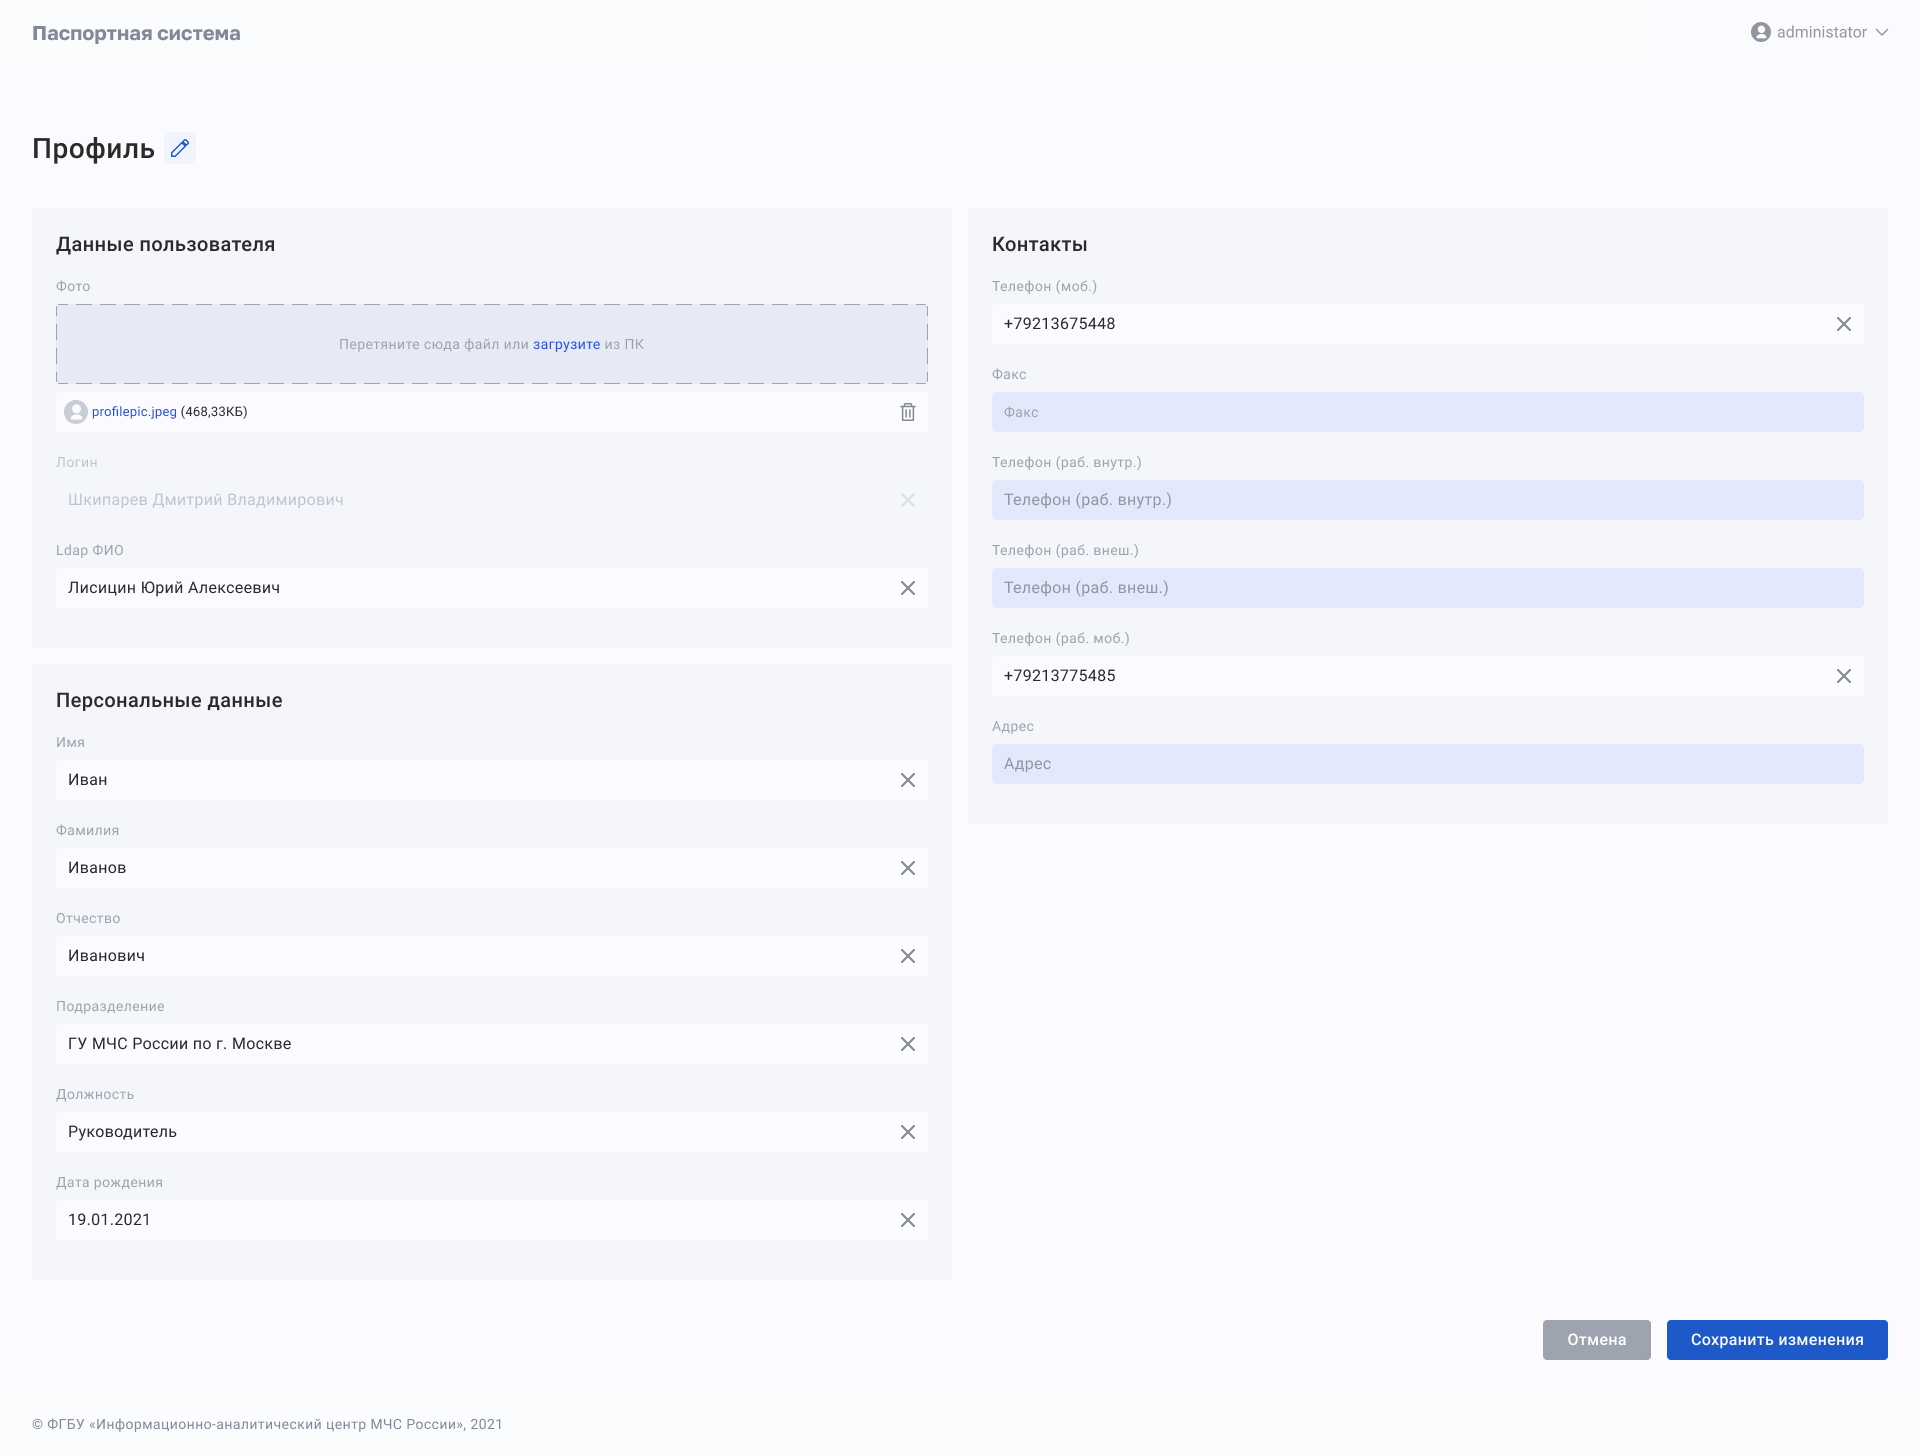 Паспортная система
administator
Профиль
Данные пользователя
Фото
Перетяните сюда файл или загрузите из ПК
profilepic.jpeg (468,33КБ)
Логин
Шкипарев Дмитрий Владимирович
Ldap ФИО
Лисицин Юрий Алексеевич
Персональные данные
Имя
Иван
Фамилия
Иванов
Отчество
Иванович
Подразделение
ГУ МЧС России по г. Москве
Должность
Руководитель
Дата рождения
19.01.2021
Контакты
Телефон (моб.)
+79213675448
Факс
Факс
Телефон (раб. внутр.)
Телефон (раб. внутр.)
Телефон (раб. внеш.)
Телефон (раб. внеш.)
Телефон (раб. моб.)
+79213775485
Адрес
Адрес
Отмена
Сохранить изменения
© ФГБУ «Информационно-аналитический центр МЧС России», 2021